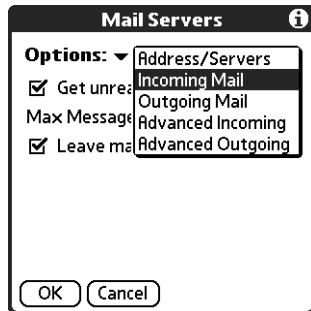 Mail Servers
Options: Address/Servers
Incoming Mail
Get unrea
Outgoing Mail
Max Message
Advanced Incoming
Leave ma
Advanced Outgoing
OK Cancel